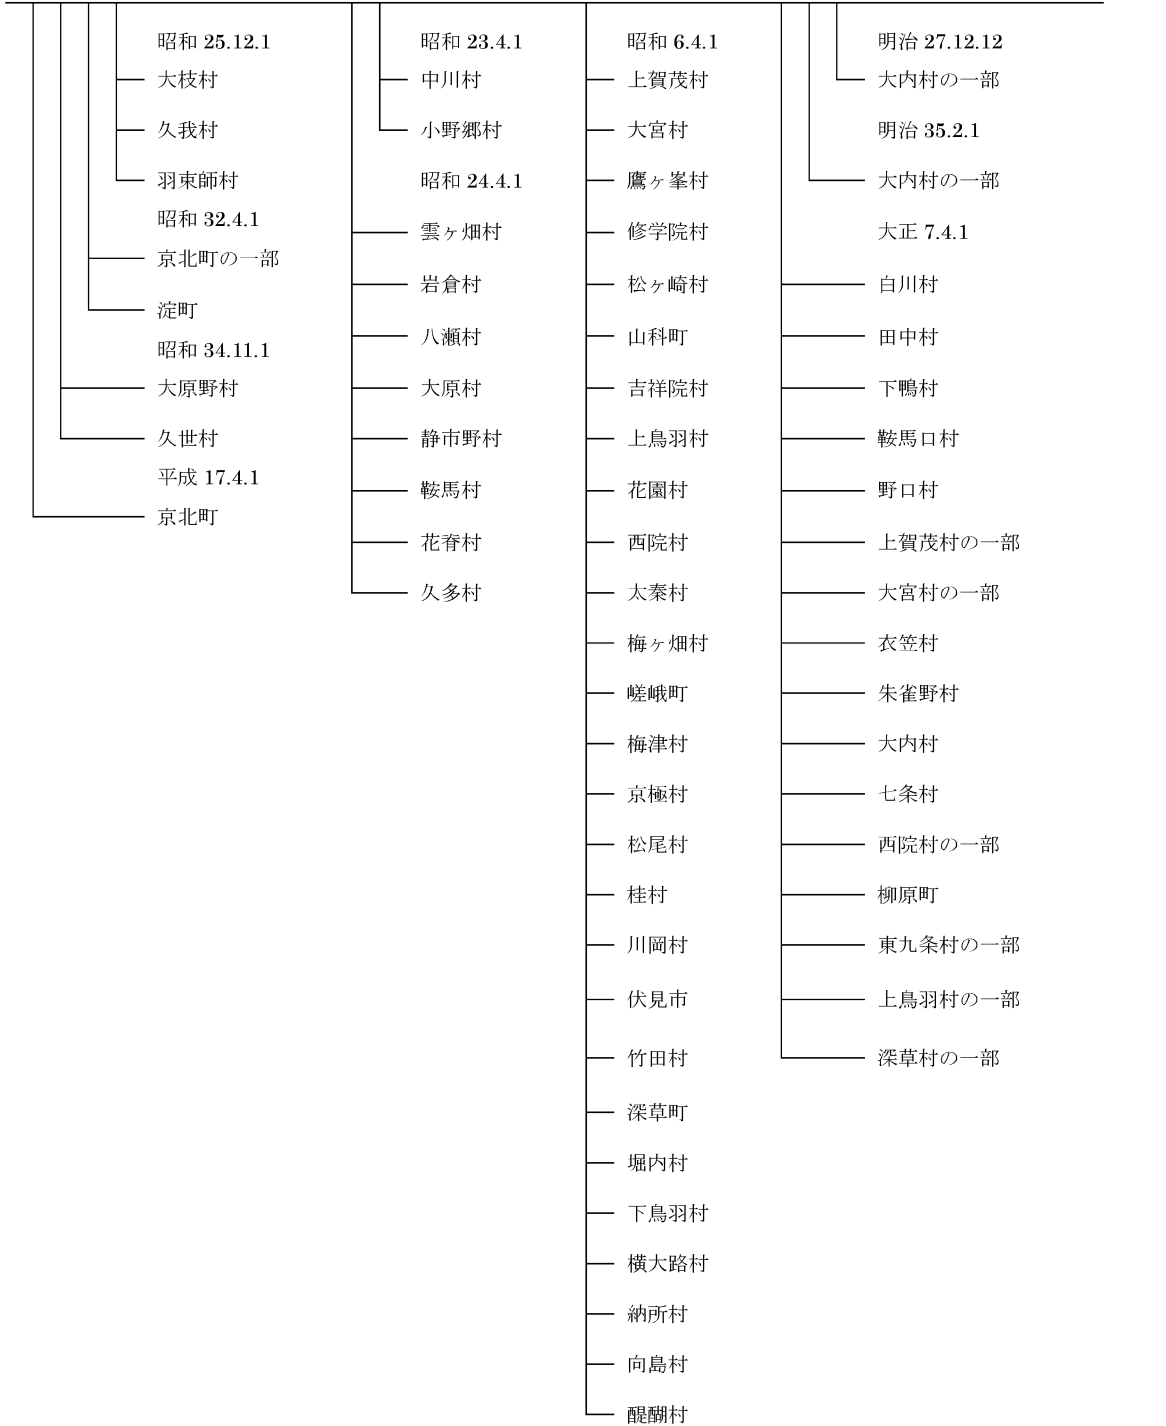 昭和 25.12.1
大枝村
久我村
羽束師村
昭和 32.4.1
京北町の一部
淀町
昭和 34.11.1
大原野村
久世村
平成 17.4.1
京北町
昭和 23.4.1
中川村
小野郷村
昭和 24.4.1
雲ヶ畑村
岩倉村
八瀬村
大原村
静市野村
鞍馬村
花脊村
久多村
昭和 6.4.1
上賀茂村
大宮村
鷹ヶ峯村
修学院村
松ヶ崎村
山科町
吉祥院村
上鳥羽村
花園村
西院村
太秦村
梅ヶ畑村
嵯峨町
梅津村
京極村
松尾村
桂村
川岡村
伏見市
竹田村
深草町
堀内村
下鳥羽村
横大路村
納所村
向島村
醍醐村
明治 27.12.12
大内村の一部
明治 35.2.1
大内村の一部
大正 7.4.1
白川村
田中村
下鴨村
鞍馬口村
野口村
上賀茂村の一部
大宮村の一部
衣笠村
朱雀野村
大内村
七条村
西院村の一部
柳原町
東九条村の一部
上鳥羽村の一部
深草村の一部